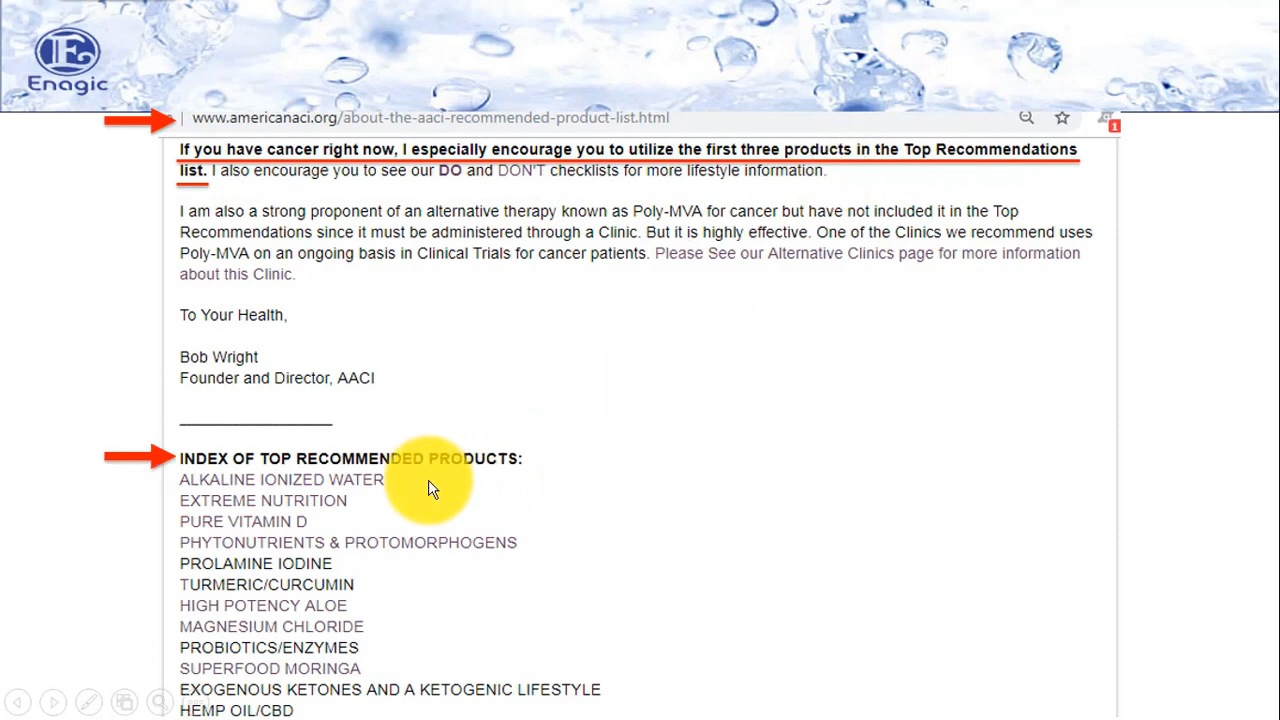 Enagic
www.americanaci.org/about-the-aaci-recommended-product-list.html
1
If you have cancer right now, I especially encourage you to utilize the first three products in the Top Recommendations
list. I also encourage you to see our DO and DON'T checklists for more lifestyle information.
I am also a strong proponent of an alternative therapy known as Poly-MVA for cancer but have not included it in the Top
Recommendations since it must be administered through a Clinic. But it is highly effective. One of the Clinics we recommend uses
Poly-MVA on an ongoing basis in Clinical Trials for cancer patients. Please See our Alternative Clinics page for more information
about this Clinic.
To Your Health,
Bob Wright
Founder and Director, AACI
INDEX OF TOP RECOMMENDED PRODUCTS:
ALKALINE IONIZED WATER
EXTREME NUTRITION
PURE VITAMIN D
PHYTONUTRIENTS & PROTOMORPHOGENS
PROLAMINE IODINE
TURMERIC/CURCUMIN
HIGH POTENCY ALOE
MAGNESIUM CHLORIDE
PROBIOTICS/ENZYMES
SUPERFOOD MORINGA
EXOGENOUS KETONES AND A KETOGENIC LIFESTYLE
HEMP OIL/CBD